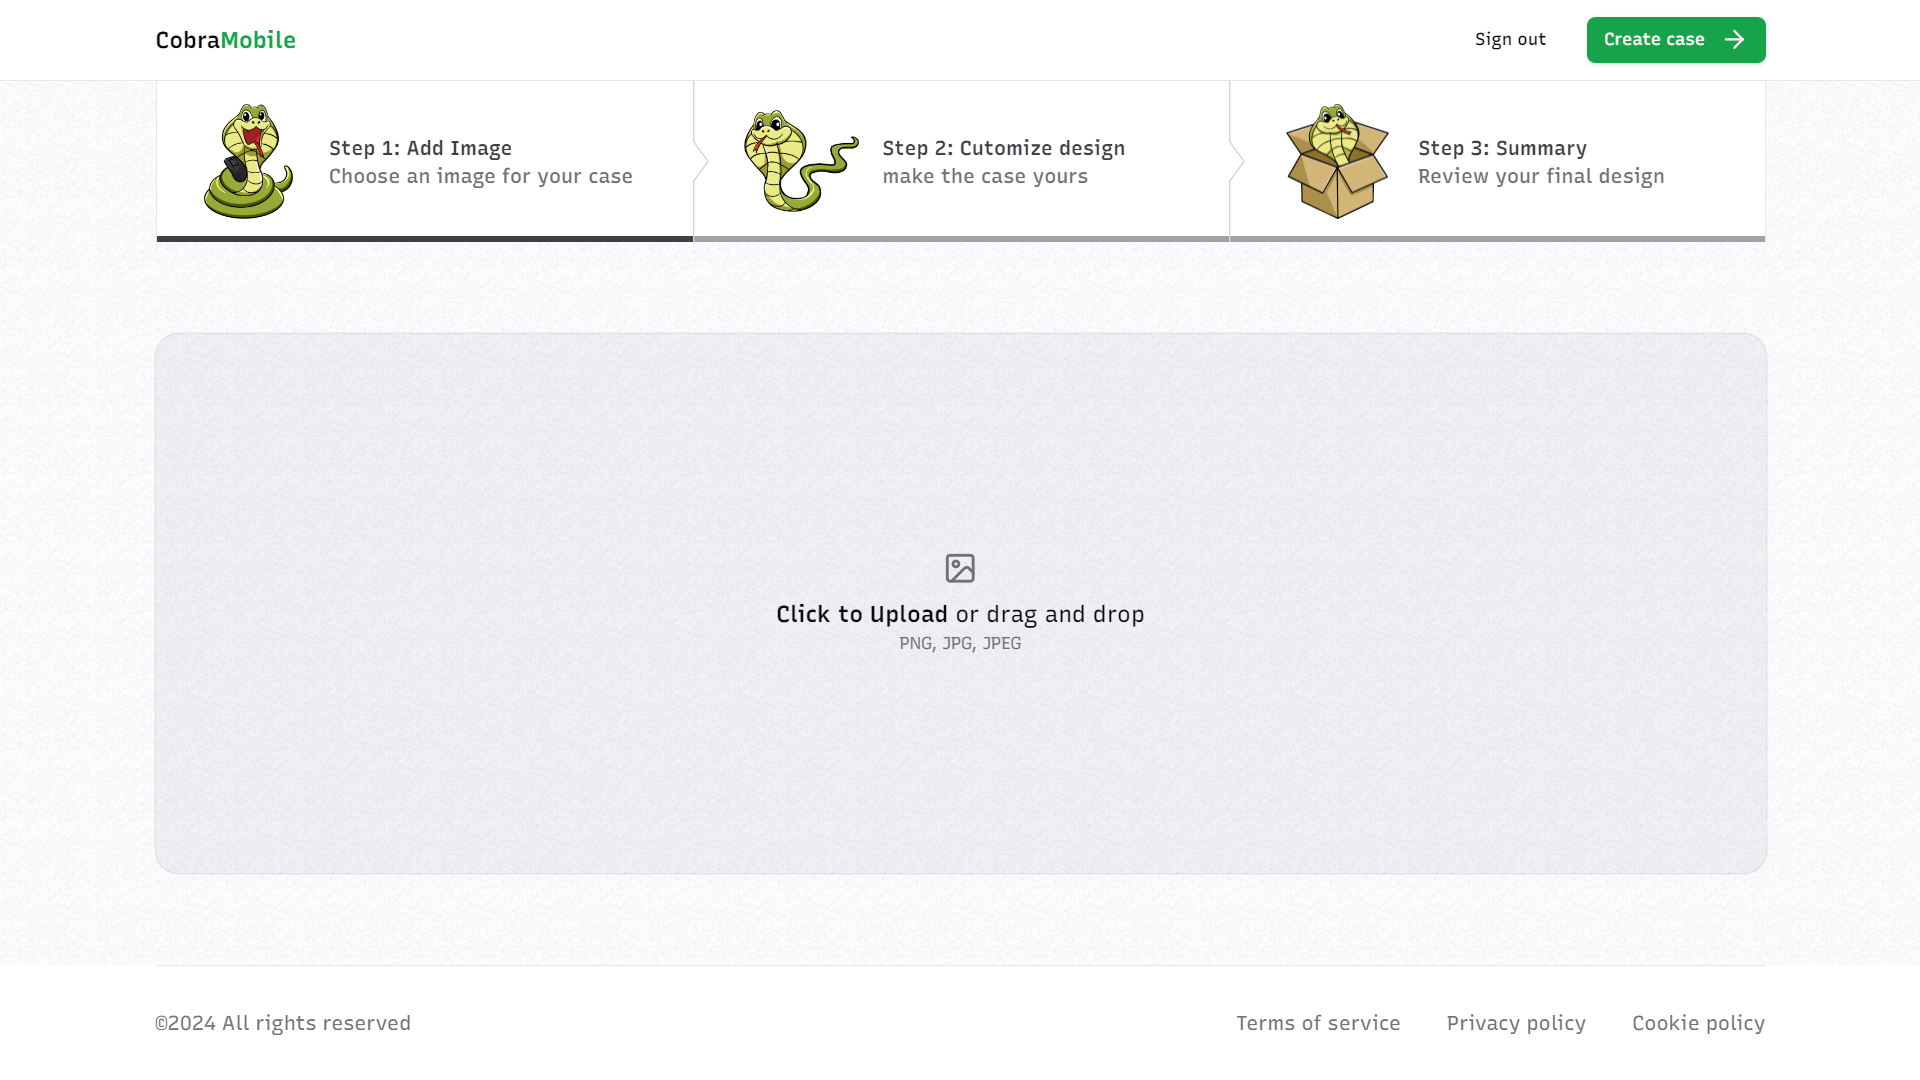 CobraMobile
Sign out
Create case
Step 1: Add Image
Choose an image for your case
Step 2: Cutomize design
make the case yours
Step 3: Summary
Review your final design
Click to Upload or drag and drop
PNG, JPG, JPEG
©2024 All rights reserved
Terms of service
Privacy policy
Cookie policy